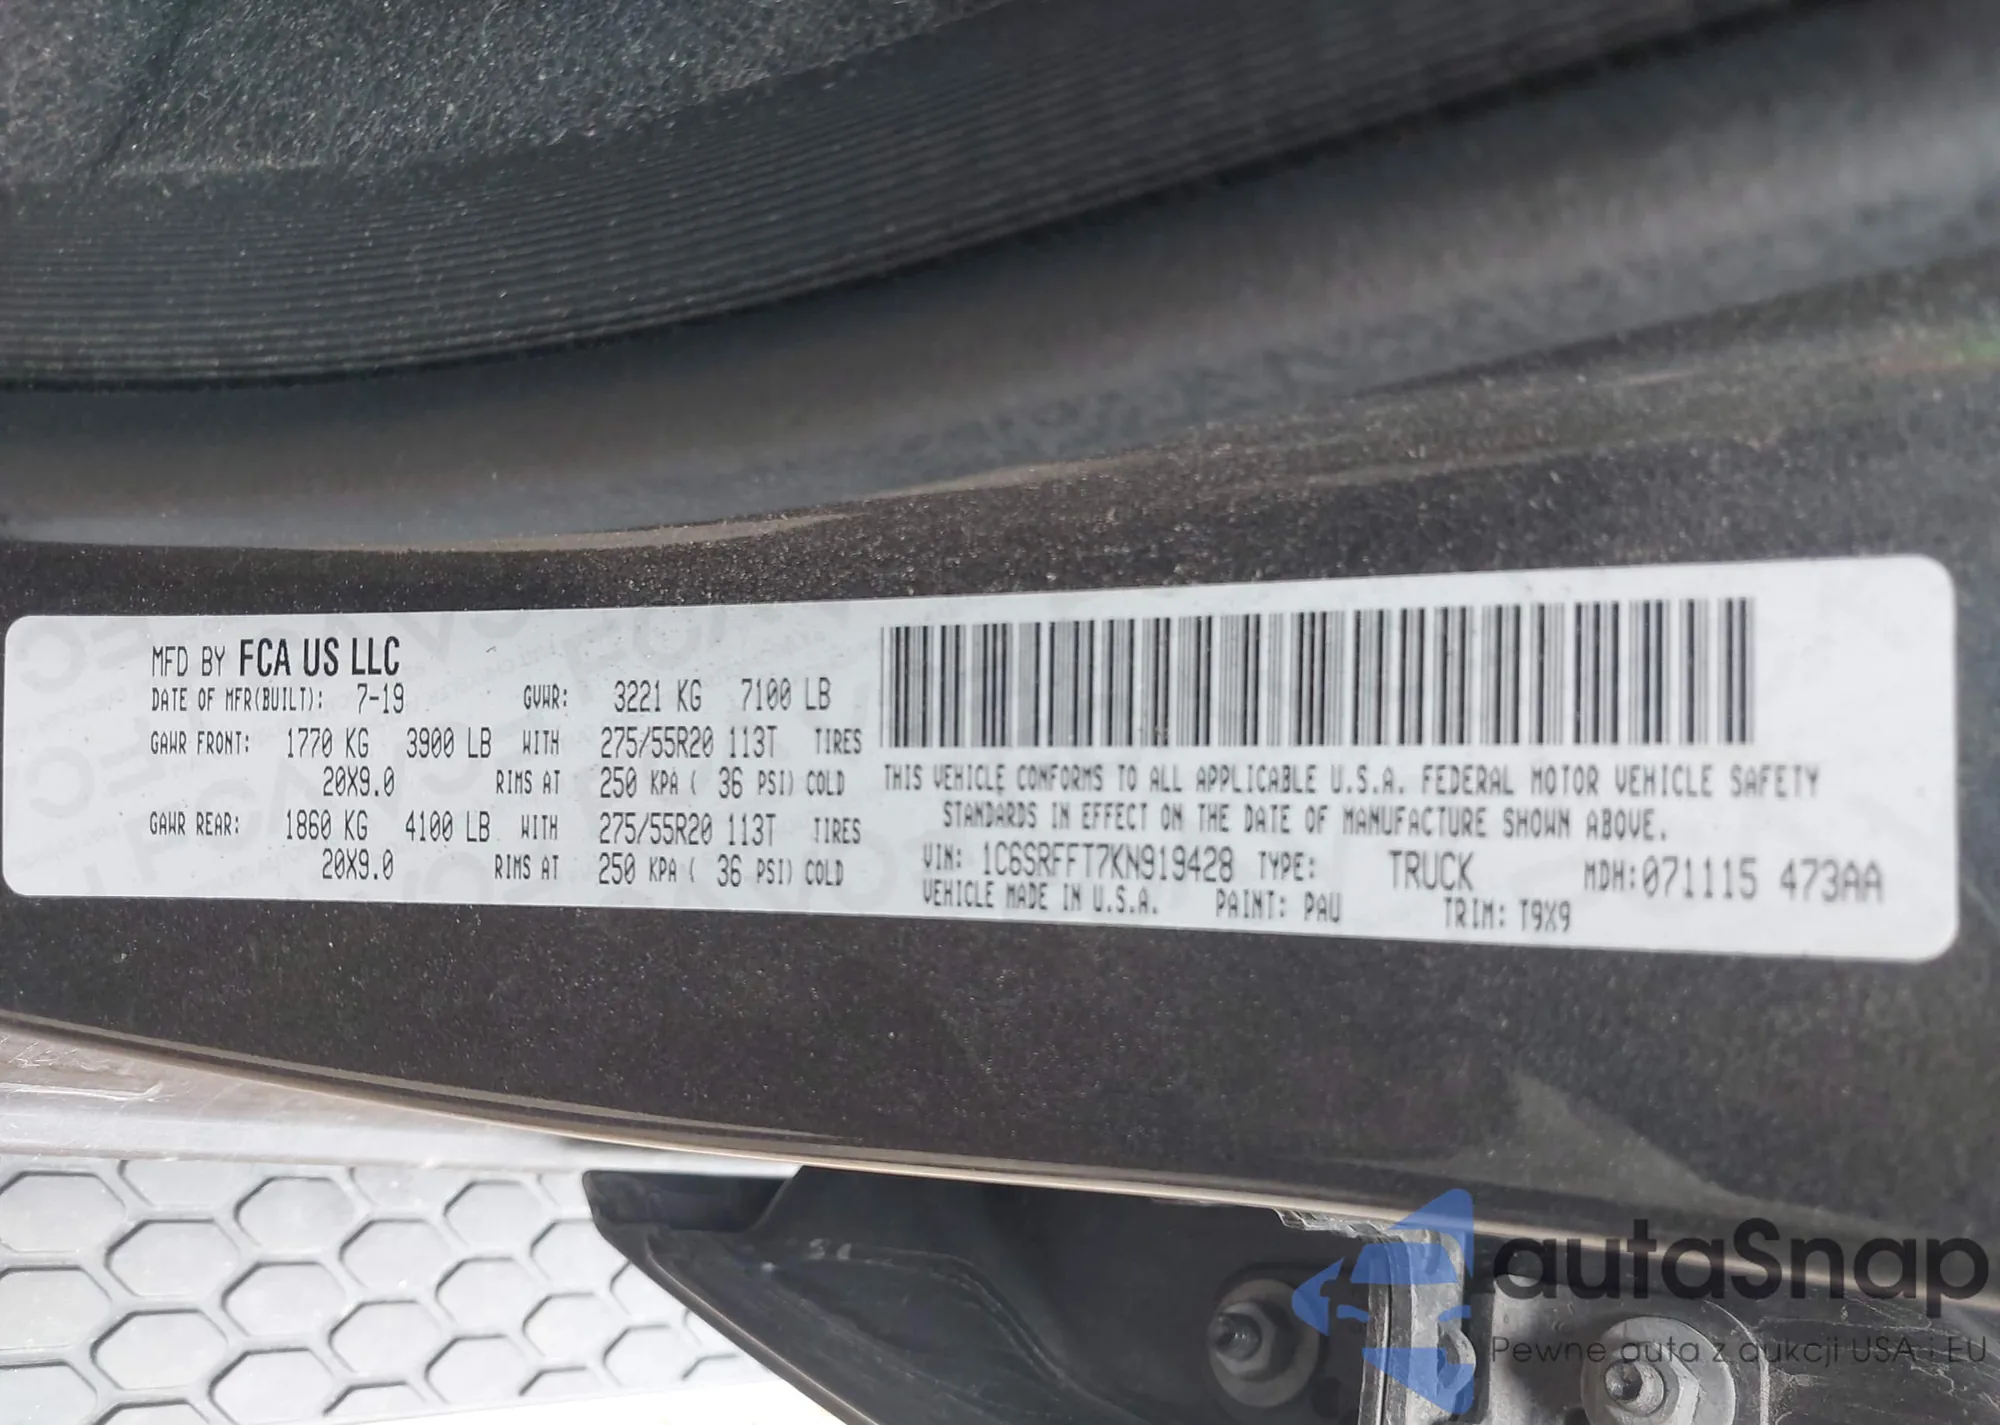 MFD BY FCA US LLC
DATE OF MFR(BUILT): 7-19 GVWR: 3221 KG 7100 LB
GAWR FRONT: 1770 KG 3900 LB WITH 275/55R20 113T TIRES
20X9.0 RIMS AT 250 KPA ( 36 PSI) COLD
GAWR REAR: 1860 KG 4100 LB WITH 275/55R20 113T TIRES
20X9.0 RIMS AT 250 KPA ( 36 PSI) COLD
THIS VEHICLE CONFORMS TO ALL APPLICABLE U.S.A. FEDERAL MOTOR VEHICLE SAFETY
STANDARDS IN EFFECT ON THE DATE OF MANUFACTURE SHOWN ABOVE.
VIN: 1C6SRFFT7KN919428 TYPE: TRUCK MDH:071115 473AA
VEHICLE MADE IN U.S.A. PAINT: PAU TRIM: T9X9
autaSnap
Pewne auta z aukcji USA i EU